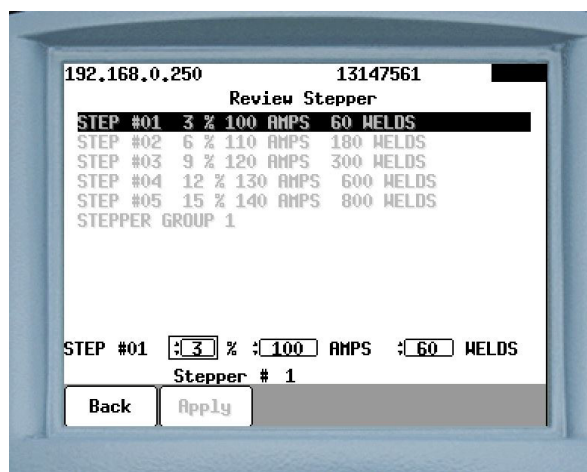 192.168.0.250 13147561
Review Stepper
STEP #01 3 % 100 AMPS 60 WELDS
STEP #02 6 % 110 AMPS 180 WELDS
STEP #03 9 % 120 AMPS 300 WELDS
STEP #04 12 % 130 AMPS 600 WELDS
STEP #05 15 % 140 AMPS 800 WELDS
STEPPER GROUP 1
STEP #01 3 % 100 AMPS 60 WELDS
Stepper # 1
Back Apply